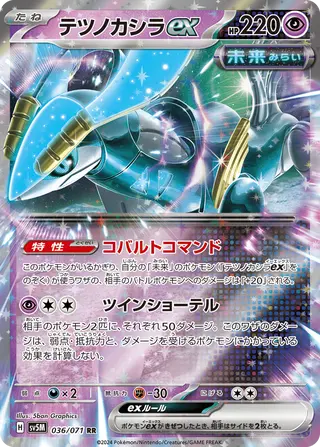 たね
テツノカシラex HP220
未来 みらい
特性 コバルトコマンド
このポケモンがいるかぎり、自分の「未来」のポケモン(「テツノカシラex」を
のぞく)が使うワザの、相手のバトルポケモンへのダメージは「+20」される。
ツインショーテル
相手のポケモン2匹に、それぞれ50ダメージ。このワザのダメージ
は、弱点・抵抗力と、ダメージを受けるポケモンにかかっている
効果を計算しない。
弱点 ×2 抵抗力 -30 にげる
Illus. 5ban Graphics
H SV5M 036/071 RR
exルール
ポケモンexがきぜつしたとき、相手はサイドを2枚とる。
©2024 Pokémon/Nintendo/Creatures/GAME FREAK.